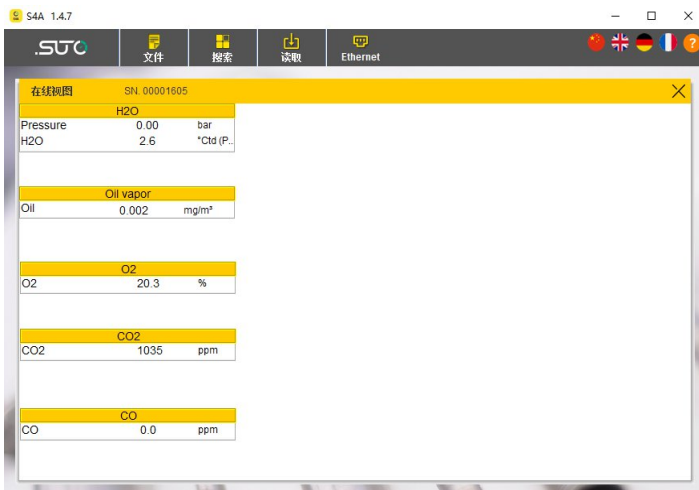 S4A 1.4.7
.SUTO
文件 搜索 读取 Ethernet
?
在线视图 SN. 00001605
H2O
Pressure 0.00 bar
H2O 2.6 °Ctd (P..
Oil vapor
Oil 0.002 mg/m³
O2
O2 20.3 %
CO2
CO2 1035 ppm
CO
CO 0.0 ppm